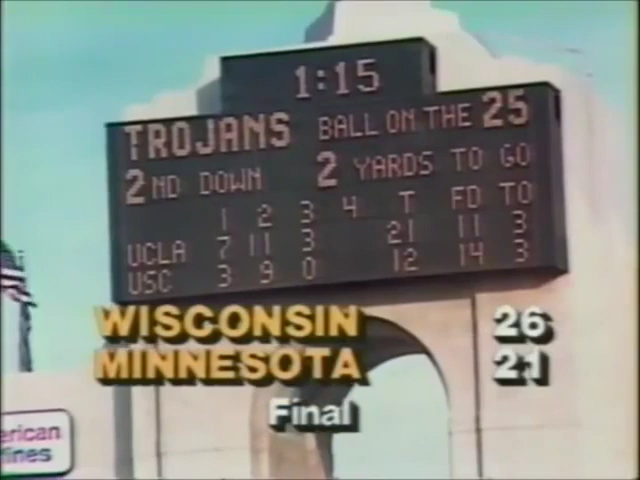 1:15
TROJANS BALL ON THE 25
2ND DOWN 2 YARDS TO GO
1 2 3 4 T FD TO
UCLA 7 11 3 21 11 3
USC 3 9 0 12 14 3
WISCONSIN 26
MINNESOTA 21
Final
erican
lines